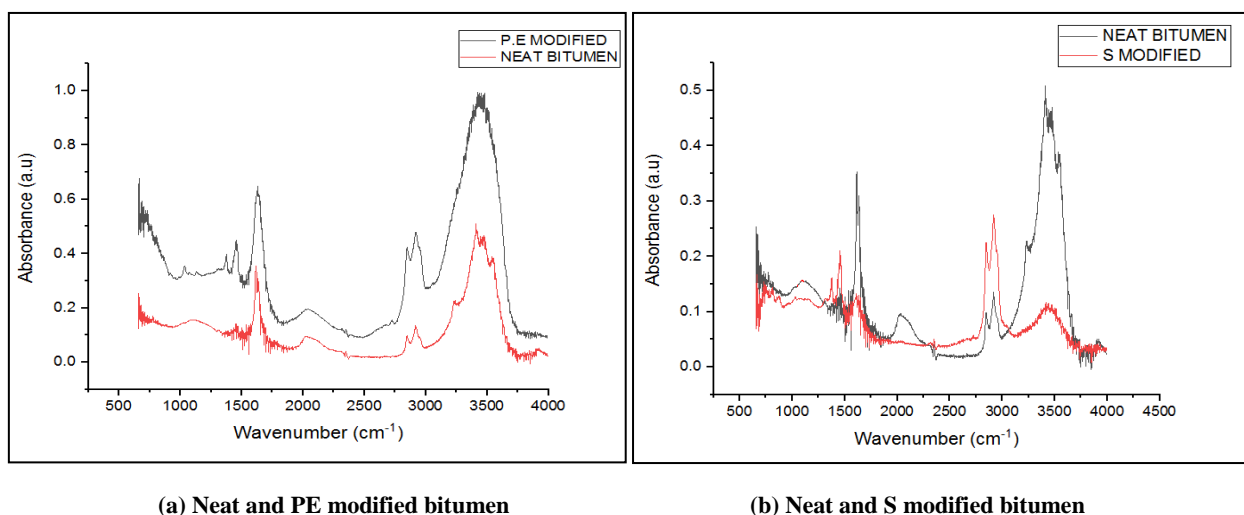 P.E MODIFIED
NEAT BITUMEN
1.0
0.8
0.6
0.4
0.2
0.0
Absorbance (a.u)
500 1000 1500 2000 2500 3000 3500 4000
Wavenumber (cm⁻¹)
(a) Neat and PE modified bitumen
NEAT BITUMEN
S MODIFIED
0.5
0.4
0.3
0.2
0.1
0.0
Absorbance (a.u)
500 1000 1500 2000 2500 3000 3500 4000 4500
Wavenumber (cm⁻¹)
(b) Neat and S modified bitumen